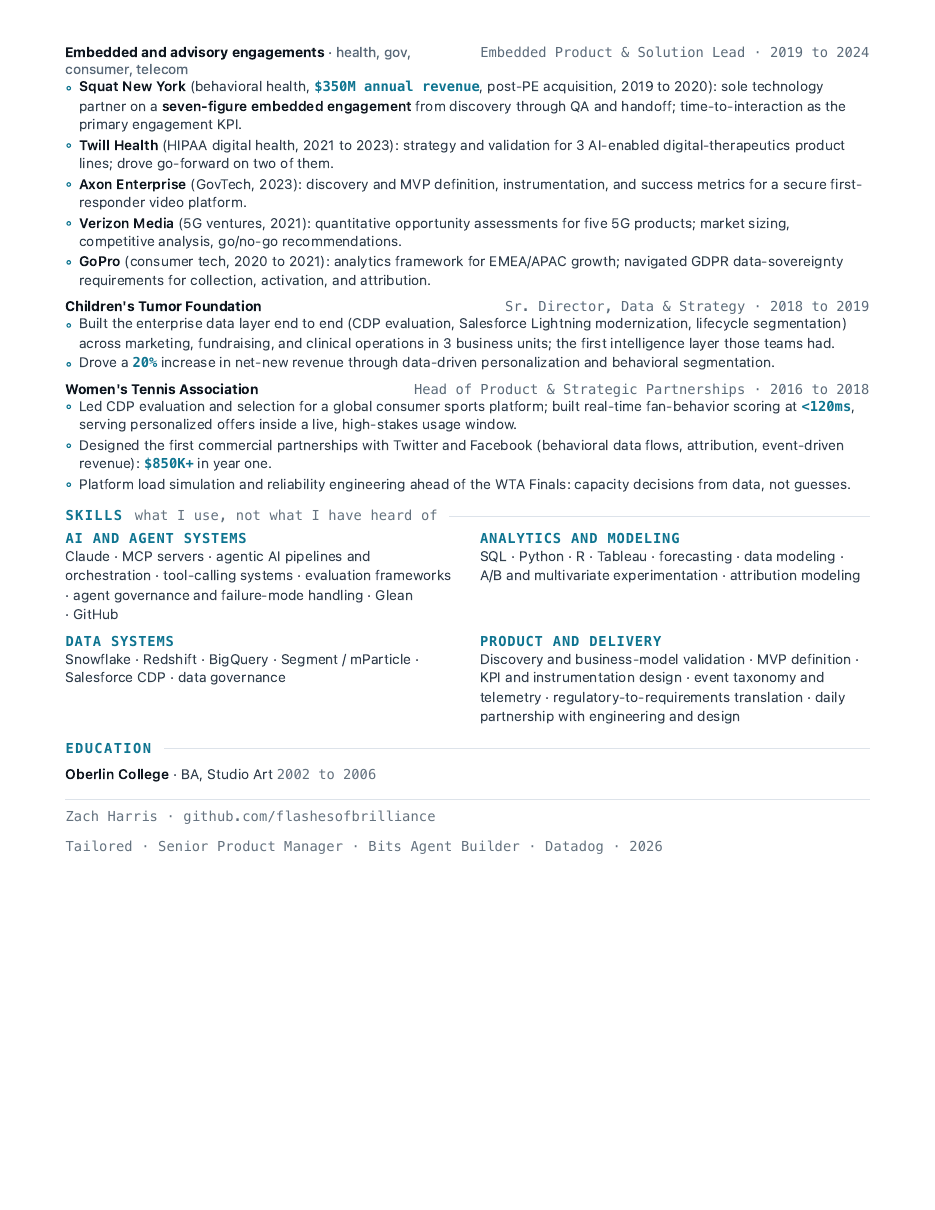 Embedded and advisory engagements · health, gov, Embedded Product & Solution Lead · 2019 to 2024
consumer, telecom
Squat New York (behavioral health, $350M annual revenue, post-PE acquisition, 2019 to 2020): sole technology
partner on a seven-figure embedded engagement from discovery through QA and handoff; time-to-interaction as the
primary engagement KPI.
Twill Health (HIPAA digital health, 2021 to 2023): strategy and validation for 3 AI-enabled digital-therapeutics product
lines; drove go-forward on two of them.
Axon Enterprise (GovTech, 2023): discovery and MVP definition, instrumentation, and success metrics for a secure first-
responder video platform.
Verizon Media (5G ventures, 2021): quantitative opportunity assessments for five 5G products; market sizing,
competitive analysis, go/no-go recommendations.
GoPro (consumer tech, 2020 to 2021): analytics framework for EMEA/APAC growth; navigated GDPR data-sovereignty
requirements for collection, activation, and attribution.
Children's Tumor Foundation Sr. Director, Data & Strategy · 2018 to 2019
Built the enterprise data layer end to end (CDP evaluation, Salesforce Lightning modernization, lifecycle segmentation)
across marketing, fundraising, and clinical operations in 3 business units; the first intelligence layer those teams had.
Drove a 20% increase in net-new revenue through data-driven personalization and behavioral segmentation.
Women's Tennis Association Head of Product & Strategic Partnerships · 2016 to 2018
Led CDP evaluation and selection for a global consumer sports platform; built real-time fan-behavior scoring at <120ms,
serving personalized offers inside a live, high-stakes usage window.
Designed the first commercial partnerships with Twitter and Facebook (behavioral data flows, attribution, event-driven
revenue): $850K+ in year one.
Platform load simulation and reliability engineering ahead of the WTA Finals: capacity decisions from data, not guesses.
SKILLS what I use, not what I have heard of
AI AND AGENT SYSTEMS
Claude · MCP servers · agentic AI pipelines and
orchestration · tool-calling systems · evaluation frameworks
· agent governance and failure-mode handling · Glean
· GitHub
ANALYTICS AND MODELING
SQL · Python · R · Tableau · forecasting · data modeling ·
A/B and multivariate experimentation · attribution modeling
DATA SYSTEMS
Snowflake · Redshift · BigQuery · Segment / mParticle ·
Salesforce CDP · data governance
PRODUCT AND DELIVERY
Discovery and business-model validation · MVP definition ·
KPI and instrumentation design · event taxonomy and
telemetry · regulatory-to-requirements translation · daily
partnership with engineering and design
EDUCATION
Oberlin College · BA, Studio Art 2002 to 2006
Zach Harris · github.com/flashesofbrilliance
Tailored · Senior Product Manager · Bits Agent Builder · Datadog · 2026